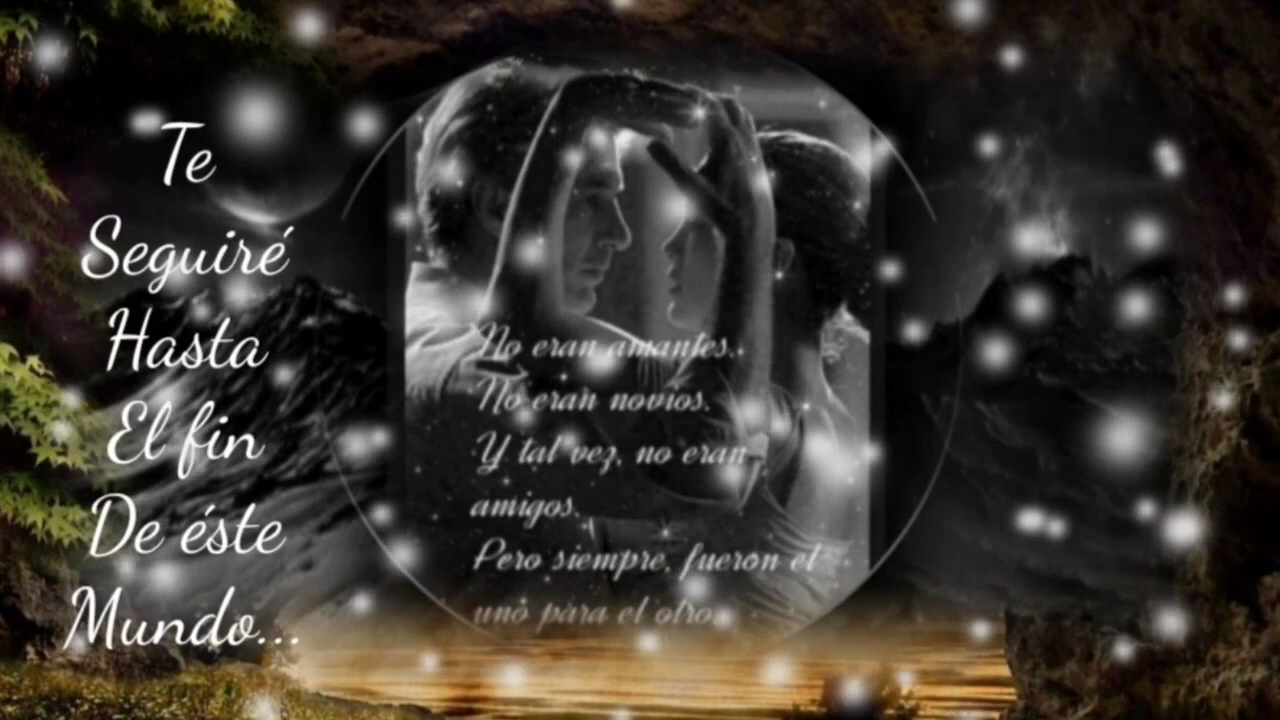 Te
Seguiré
Hasta
El fin
De éste
Mundo...
No eran amantes.
No eran novios.
Y tal vez, no eran
amigos.
Pero siempre, fueron el
uno para el otro.